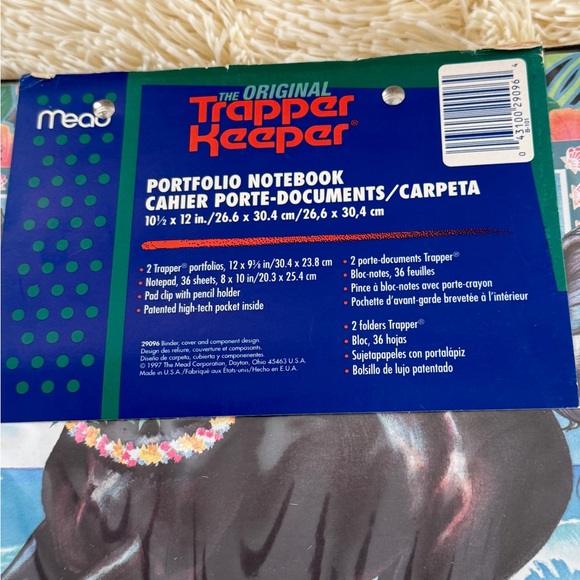 Mead
THE ORIGINAL
Trapper
Keeper®
PORTFOLIO NOTEBOOK
CAHIER PORTE-DOCUMENTS/CARPETA
10½ x 12 in./26.6 x 30.4 cm/26,6 x 30,4 cm
• 2 Trapper® portfolios, 12 x 9⅜ in/30.4 x 23.8 cm
• Notepad, 36 sheets, 8 x 10 in/20.3 x 25.4 cm
• Pad clip with pencil holder
• Patented high-tech pocket inside
• 2 porte-documents Trapper®
• Bloc-notes, 36 feuilles
• Pince à bloc-notes avec porte-crayon
• Pochette d'avant-garde brevetée à l'intérieur
• 2 folders Trapper®
• Bloc, 36 hojas
• Sujetapapeles con portalápiz
• Bolsillo de lujo patentado
29096 Binder, cover and component design.
Design des reliure, couverture et composants.
Diseño de carpeta, cubierta y componenentes.
© 1997 The Mead Corporation, Dayton, Ohio 45463 U.S.A.
Made in U.S.A./Fabriqué aux États-unis/Hecho en E.U.A.
0 43100 29096 4
B-101